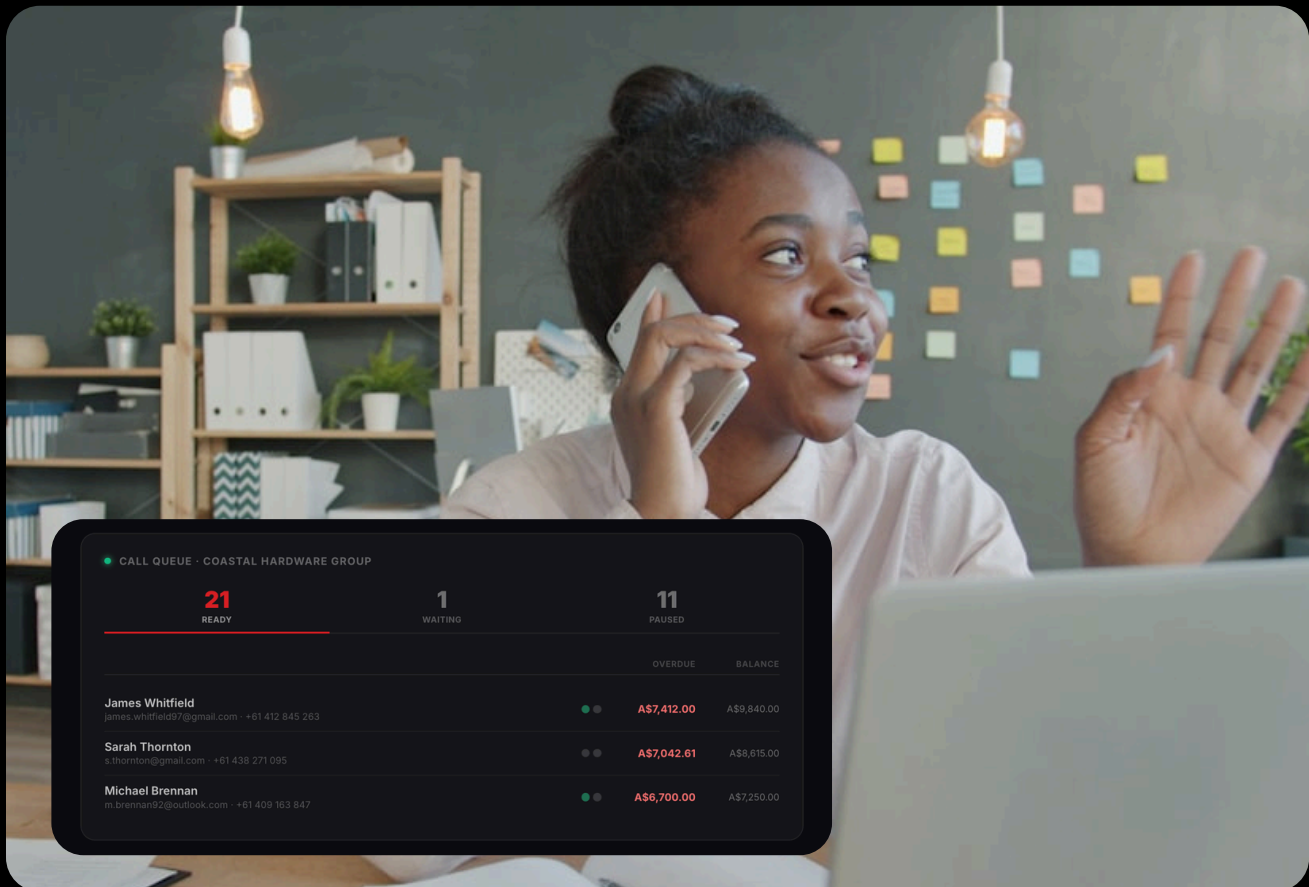 CALL QUEUE · COASTAL HARDWARE GROUP
21 1 11
READY WAITING PAUSED
OVERDUE BALANCE
James Whitfield
james.whitfield97@gmail.com · +61 412 845 263
A$7,412.00 A$9,840.00
Sarah Thornton
s.thornton@gmail.com · +61 438 271 095
A$7,042.61 A$8,615.00
Michael Brennan
m.brennan92@outlook.com · +61 409 163 847
A$6,700.00 A$7,250.00